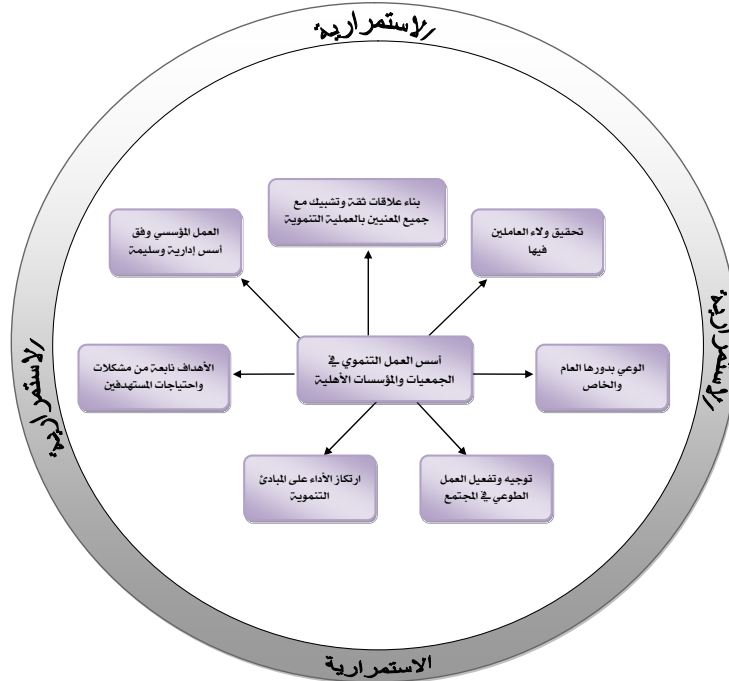 الاستمرارية
بناء علاقات ثقة وتشبيك مع
جميع المعنيين بالعملية التنموية
تحقيق ولاء العاملين
فيها
العمل المؤسسي وفق
أسس إدارية وسليمة
الاستمرارية
أسس العمل التنموي في
الجمعيات والمؤسسات الأهلية
الوعي بدورها العام
والخاص
الأهداف نابعة من مشكلات
واحتياجات المستهدفين
الاستمرارية
توجيه وتفعيل العمل
الطوعي في المجتمع
ارتكاز الأداء على المبادئ
التنموية
الاستمرارية